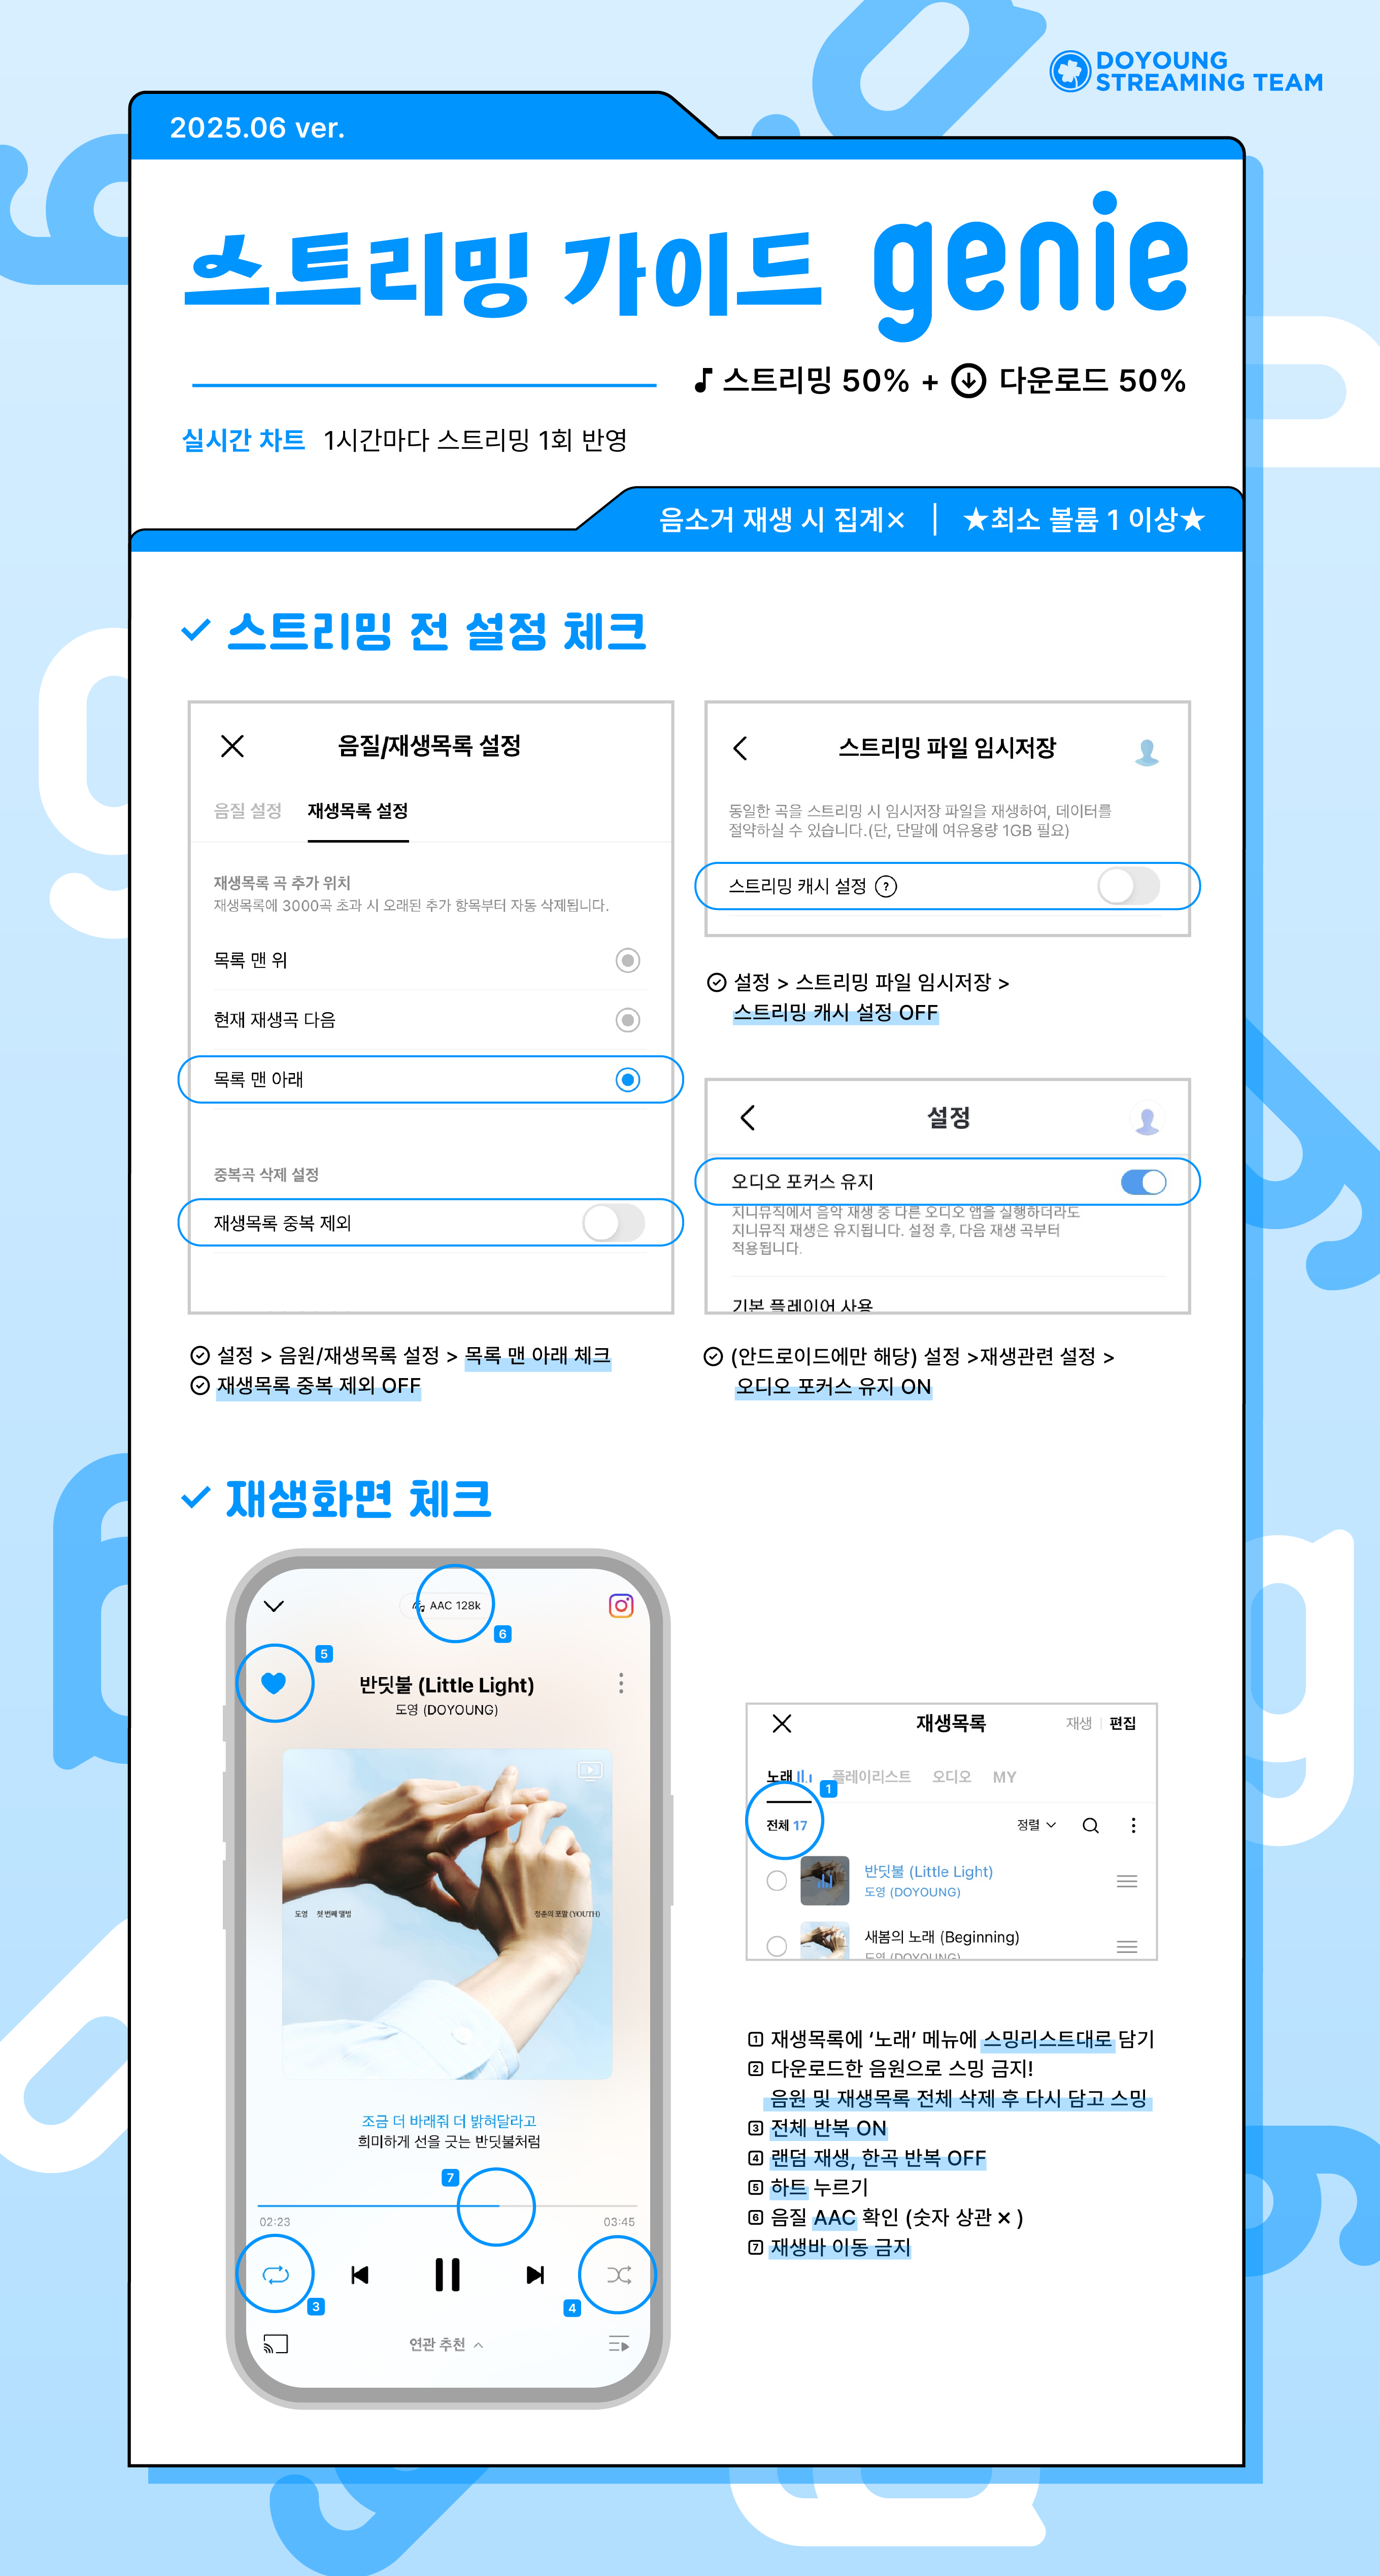 DOYOUNG
STREAMING TEAM
2025.06 ver.
스트리밍 가이드 genie
스트리밍 50% + 다운로드 50%
실시간 차트 1시간마다 스트리밍 1회 반영
음소거 재생 시 집계× | ★최소 볼륨 1 이상★
스트리밍 전 설정 체크
음질/재생목록 설정
음질 설정 재생목록 설정
재생목록 곡 추가 위치
재생목록에 3000곡 초과 시 오래된 추가 항목부터 자동 삭제됩니다.
목록 맨 위
현재 재생곡 다음
목록 맨 아래
중복곡 삭제 설정
재생목록 중복 제외
설정 > 음원/재생목록 설정 > 목록 맨 아래 체크
재생목록 중복 제외 OFF
스트리밍 파일 임시저장
동일한 곡을 스트리밍 시 임시저장 파일을 재생하여, 데이터를
절약하실 수 있습니다.(단, 단말에 여유용량 1GB 필요)
스트리밍 캐시 설정 ?
설정 > 스트리밍 파일 임시저장 >
스트리밍 캐시 설정 OFF
설정
오디오 포커스 유지
지니뮤직에서 음악 재생 중 다른 오디오 앱을 실행하더라도
지니뮤직 재생은 유지됩니다. 설정 후, 다음 재생 곡부터
적용됩니다.
기본 플레이어 사용
(안드로이드에만 해당) 설정 >재생관련 설정 >
오디오 포커스 유지 ON
재생화면 체크
AAC 128k
6
5
반딧불 (Little Light)
도영 (DOYOUNG)
도영 첫 번째 앨범 청춘의 포말 (YOUTH)
조금 더 바래줘 더 밝혀달라고
희미하게 선을 긋는 반딧불처럼
7
02:23 03:45
3
4
연관 추천
재생목록 재생 | 편집
노래 플레이리스트 오디오 MY
1
전체 17 정렬
반딧불 (Little Light)
도영 (DOYOUNG)
새봄의 노래 (Beginning)
도영 (DOYOUNG)
1 재생목록에 ‘노래’ 메뉴에 스밍리스트대로 담기
2 다운로드한 음원으로 스밍 금지!
음원 및 재생목록 전체 삭제 후 다시 담고 스밍
3 전체 반복 ON
4 랜덤 재생, 한곡 반복 OFF
5 하트 누르기
6 음질 AAC 확인 (숫자 상관 × )
7 재생바 이동 금지